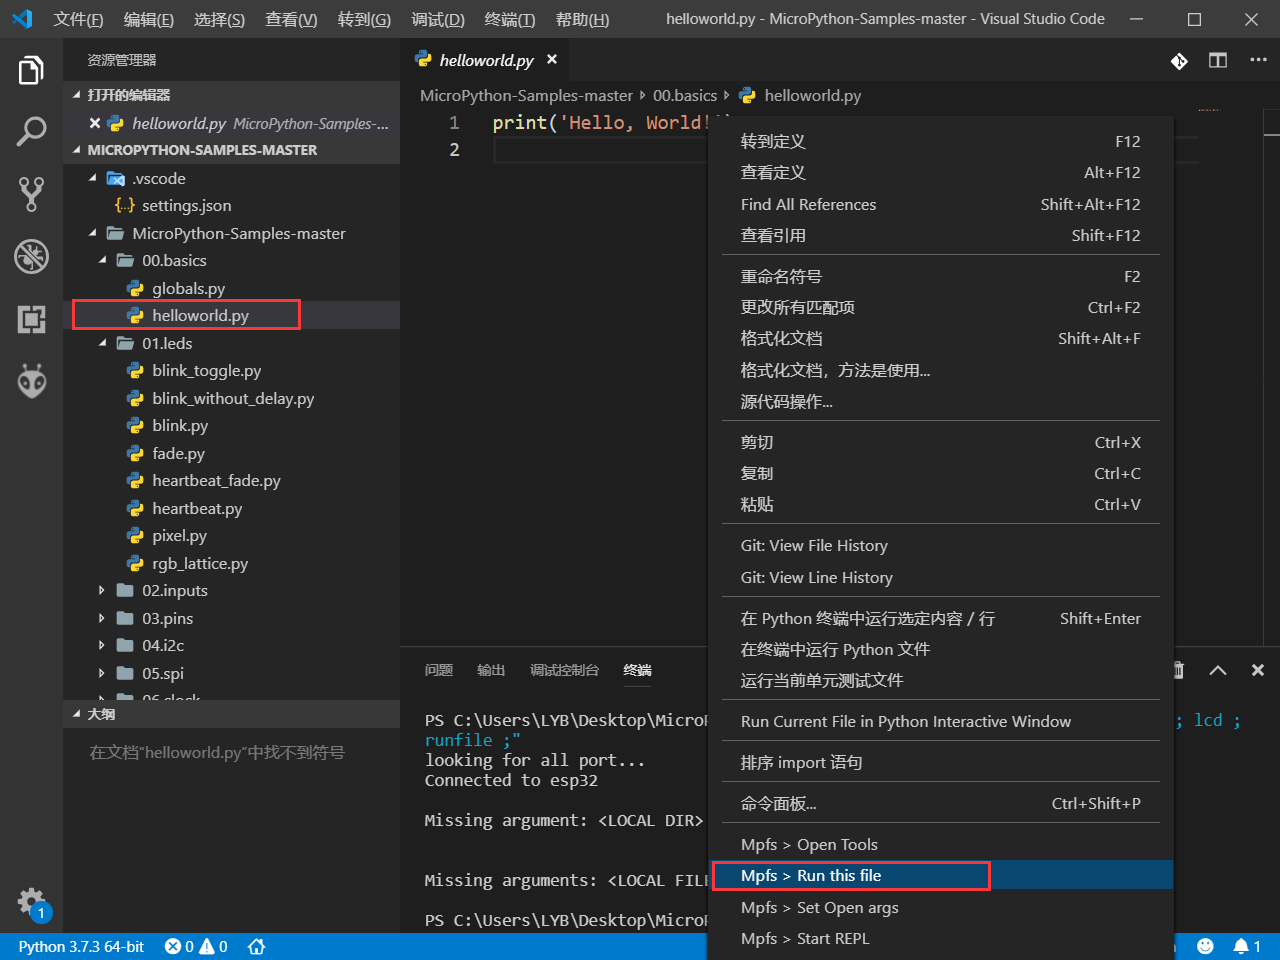 文件(F) 编辑(E) 选择(S) 查看(V) 转到(G) 调试(D) 终端(T) 帮助(H) helloworld.py - MicroPython-Samples-master - Visual Studio Code
资源管理器
打开的编辑器
helloworld.py MicroPython-Samples-...
MICROPYTHON-SAMPLES-MASTER
.vscode
settings.json
MicroPython-Samples-master
00.basics
globals.py
helloworld.py
01.leds
blink_toggle.py
blink_without_delay.py
blink.py
fade.py
heartbeat_fade.py
heartbeat.py
pixel.py
rgb_lattice.py
02.inputs
03.pins
04.i2c
05.spi
06.clock
大纲
在文档"helloworld.py"中找不到符号
helloworld.py
MicroPython-Samples-master 00.basics helloworld.py
1 print('Hello, World!')
2
转到定义 F12
查看定义 Alt+F12
Find All References Shift+Alt+F12
查看引用 Shift+F12
重命名符号 F2
更改所有匹配项 Ctrl+F2
格式化文档 Shift+Alt+F
格式化文档，方法是使用...
源代码操作...
剪切 Ctrl+X
复制 Ctrl+C
粘贴 Ctrl+V
Git: View File History
Git: View Line History
在 Python 终端中运行选定内容 / 行 Shift+Enter
在终端中运行 Python 文件
运行当前单元测试文件
Run Current File in Python Interactive Window
排序 import 语句
命令面板... Ctrl+Shift+P
Mpfs > Open Tools
Mpfs > Run this file
Mpfs > Set Open args
Mpfs > Start REPL
问题 输出 调试控制台 终端
PS C:\Users\LYB\Desktop\MicroP ; lcd ;
runfile ;"
looking for all port...
Connected to esp32
Missing argument: <LOCAL DIR>
Missing arguments: <LOCAL FILE
PS C:\Users\LYB\Desktop\MicroP
1
Python 3.7.3 64-bit 0 0 1